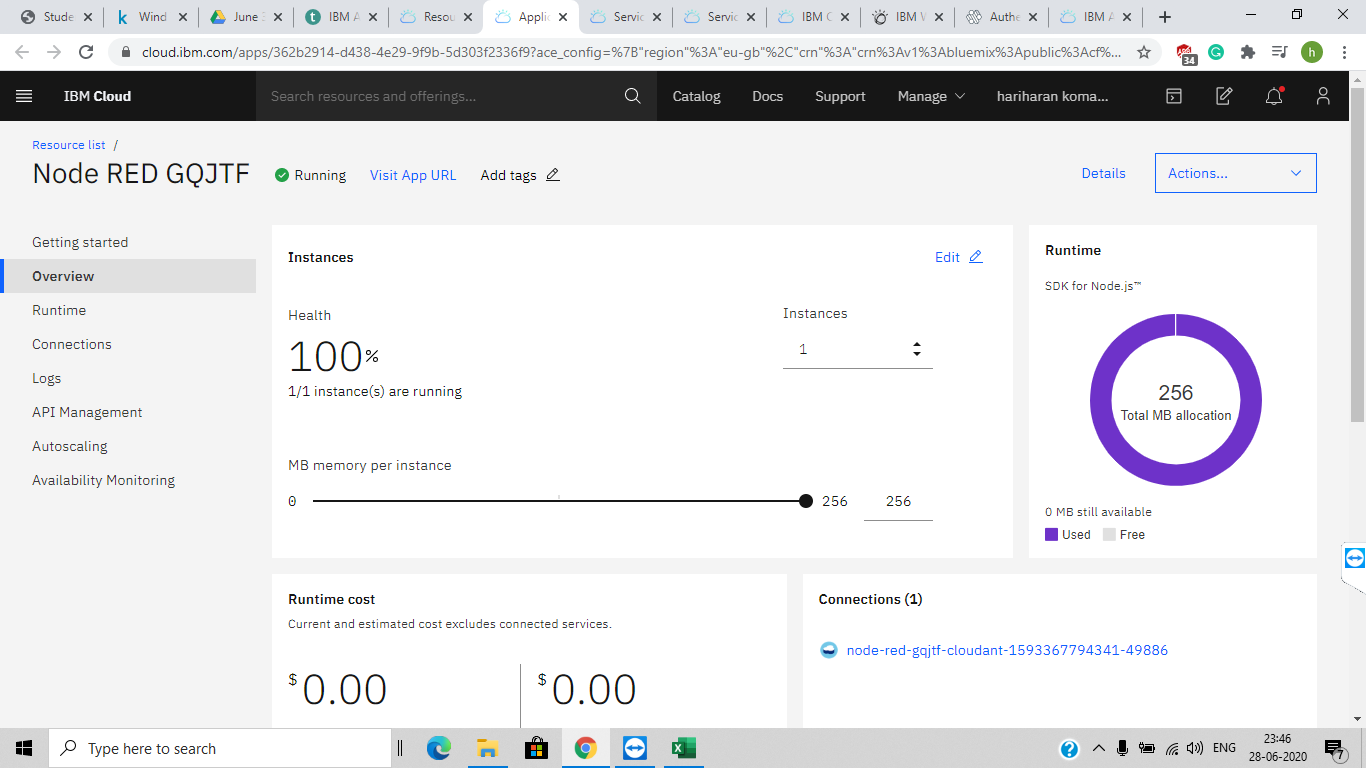 Stude
Wind
June 2
IBM A
Resou
Applic
Servic
Servic
IBM C
IBM W
Authe
IBM A
cloud.ibm.com/apps/362b2914-d438-4e29-9f9b-5d303f2336f9?ace_config=%7B"region"%3A"eu-gb"%2C"crn"%3A"crn%3Av1%3Abluemix%3Apublic%3Acf%...
34
h
IBM Cloud
Search resources and offerings...
Catalog
Docs
Support
Manage
hariharan koma...
Resource list /
Node RED GQJTF
Running
Visit App URL
Add tags
Details
Actions...
Getting started
Overview
Runtime
Connections
Logs
API Management
Autoscaling
Availability Monitoring
Instances
Edit
Health
100%
1/1 instance(s) are running
Instances
1
MB memory per instance
0
256
256
Runtime
SDK for Node.js™
256
Total MB allocation
0 MB still available
Used
Free
Runtime cost
Current and estimated cost excludes connected services.
$0.00
$0.00
Connections (1)
node-red-gqjtf-cloudant-1593367794341-49886
Type here to search
ENG
23:46
28-06-2020
7